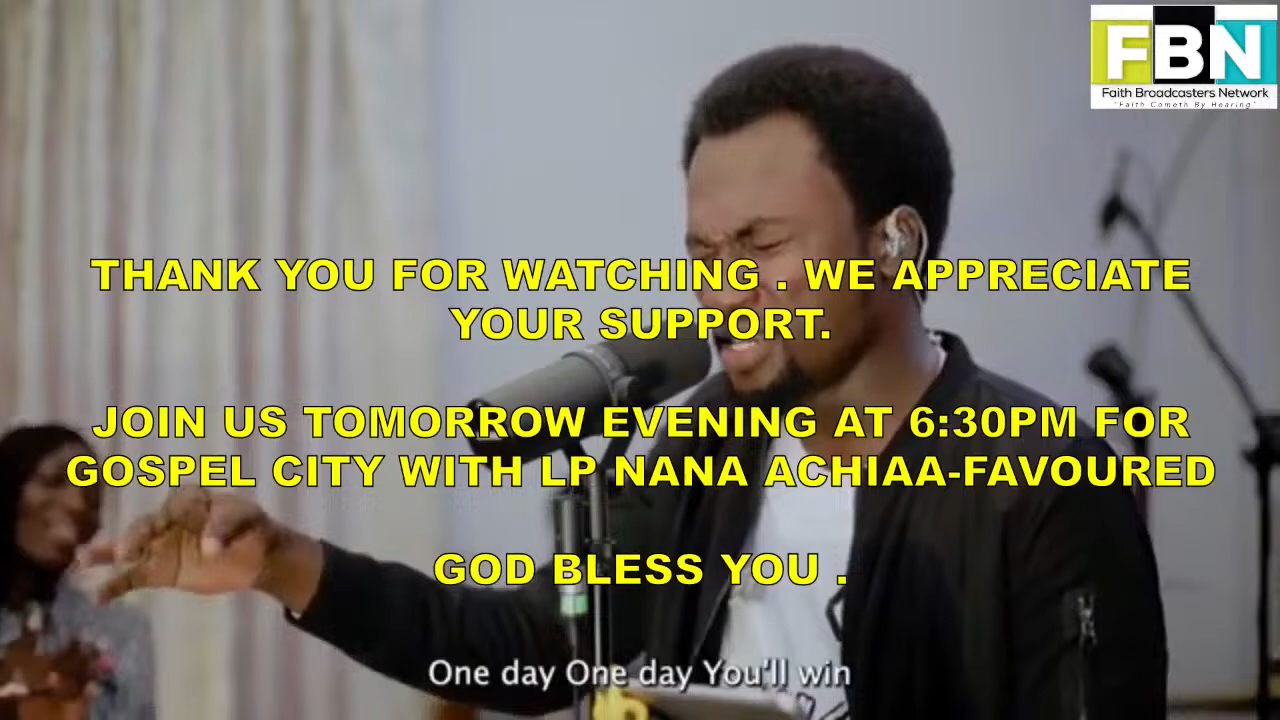 FBN
Faith Broadcasters Network
"Faith Cometh By Hearing"
THANK YOU FOR WATCHING . WE APPRECIATE
YOUR SUPPORT.
JOIN US TOMORROW EVENING AT 6:30PM FOR
GOSPEL CITY WITH LP NANA ACHIAA-FAVOURED
GOD BLESS YOU .
One day One day You'll win